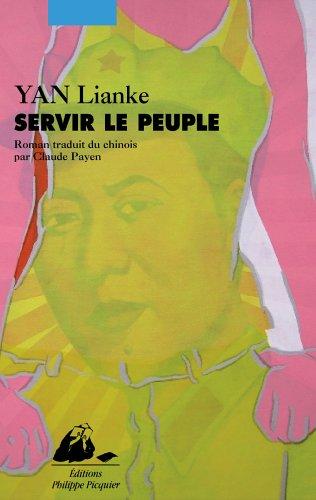 YAN Lianke
SERVIR LE PEUPLE
Roman traduit du chinois
par Claude Payen
Éditions
Philippe Picquier